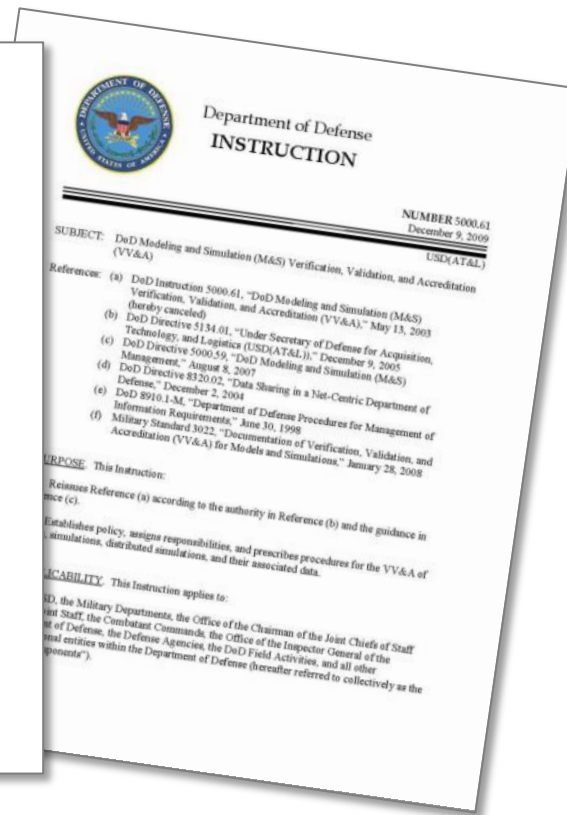 DEPARTMENT OF DEFENSE
UNITED STATES OF AMERICA
Department of Defense
INSTRUCTION
NUMBER 5000.61
December 9, 2009
USD(AT&L)
SUBJECT: DoD Modeling and Simulation (M&S) Verification, Validation, and Accreditation
(VV&A)
References: (a) DoD Instruction 5000.61, "DoD Modeling and Simulation (M&S)
Verification, Validation, and Accreditation (VV&A)," May 13, 2003
(hereby canceled)
(b) DoD Directive 5134.01, "Under Secretary of Defense for Acquisition,
Technology, and Logistics (USD(AT&L))," December 9, 2005
(c) DoD Directive 5000.59, "DoD Modeling and Simulation (M&S)
Management," August 8, 2007
(d) DoD Directive 8320.02, "Data Sharing in a Net-Centric Department of
Defense," December 2, 2004
(e) DoD 8910.1-M, "Department of Defense Procedures for Management of
Information Requirements," June 30, 1998
(f) Military Standard 3022, "Documentation of Verification, Validation, and
Accreditation (VV&A) for Models and Simulations," January 28, 2008
URPOSE. This Instruction:
Reissues Reference (a) according to the authority in Reference (b) and the guidance in
nce (c).
Establishes policy, assigns responsibilities, and prescribes procedures for the VV&A of
, simulations, distributed simulations, and their associated data.
LICABILITY. This Instruction applies to:
SD, the Military Departments, the Office of the Chairman of the Joint Chiefs of Staff
int Staff, the Combatant Commands, the Office of the Inspector General of the
nt of Defense, the Defense Agencies, the DoD Field Activities, and all other
nal entities within the Department of Defense (hereafter referred to collectively as the
ponents").